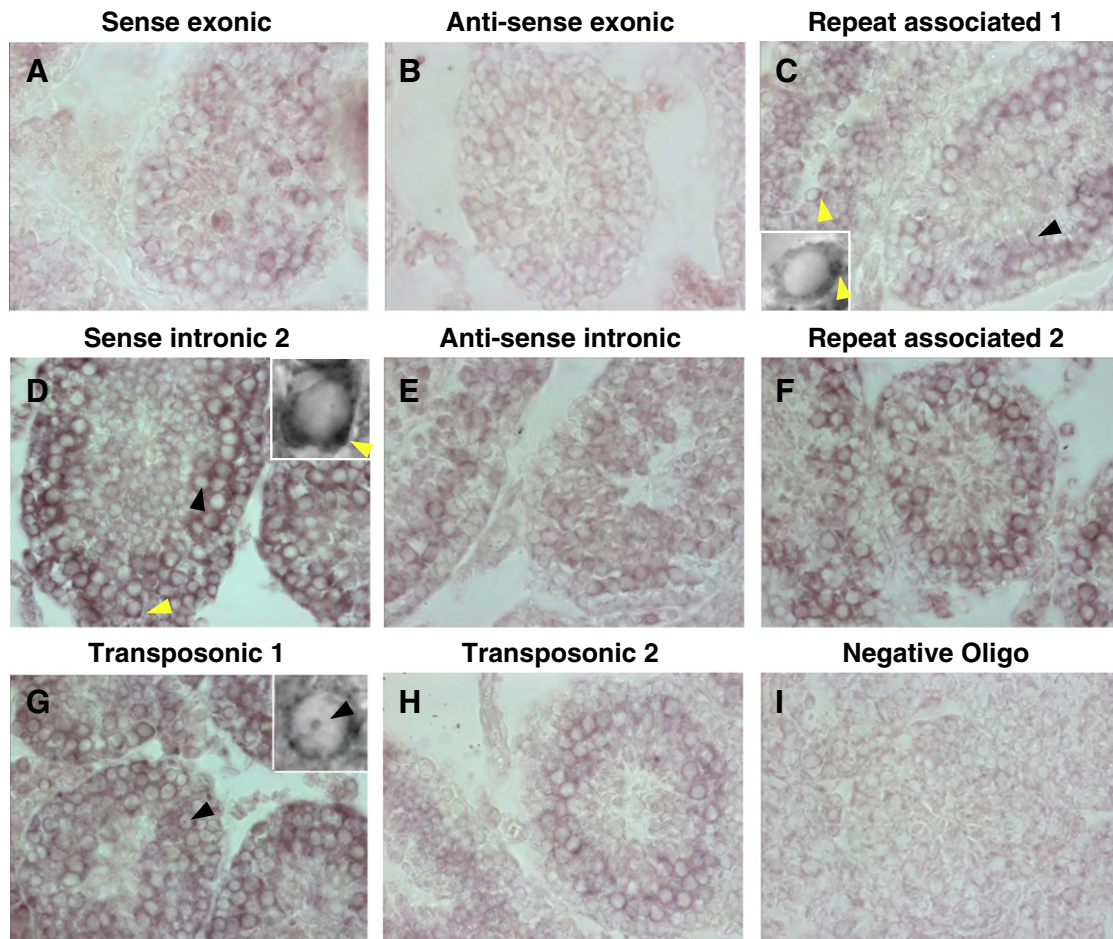 Sense exonic
Anti-sense exonic
Repeat associated 1
A
B
C
Sense intronic 2
Anti-sense intronic
Repeat associated 2
D
E
F
Transposonic 1
Transposonic 2
Negative Oligo
G
H
I